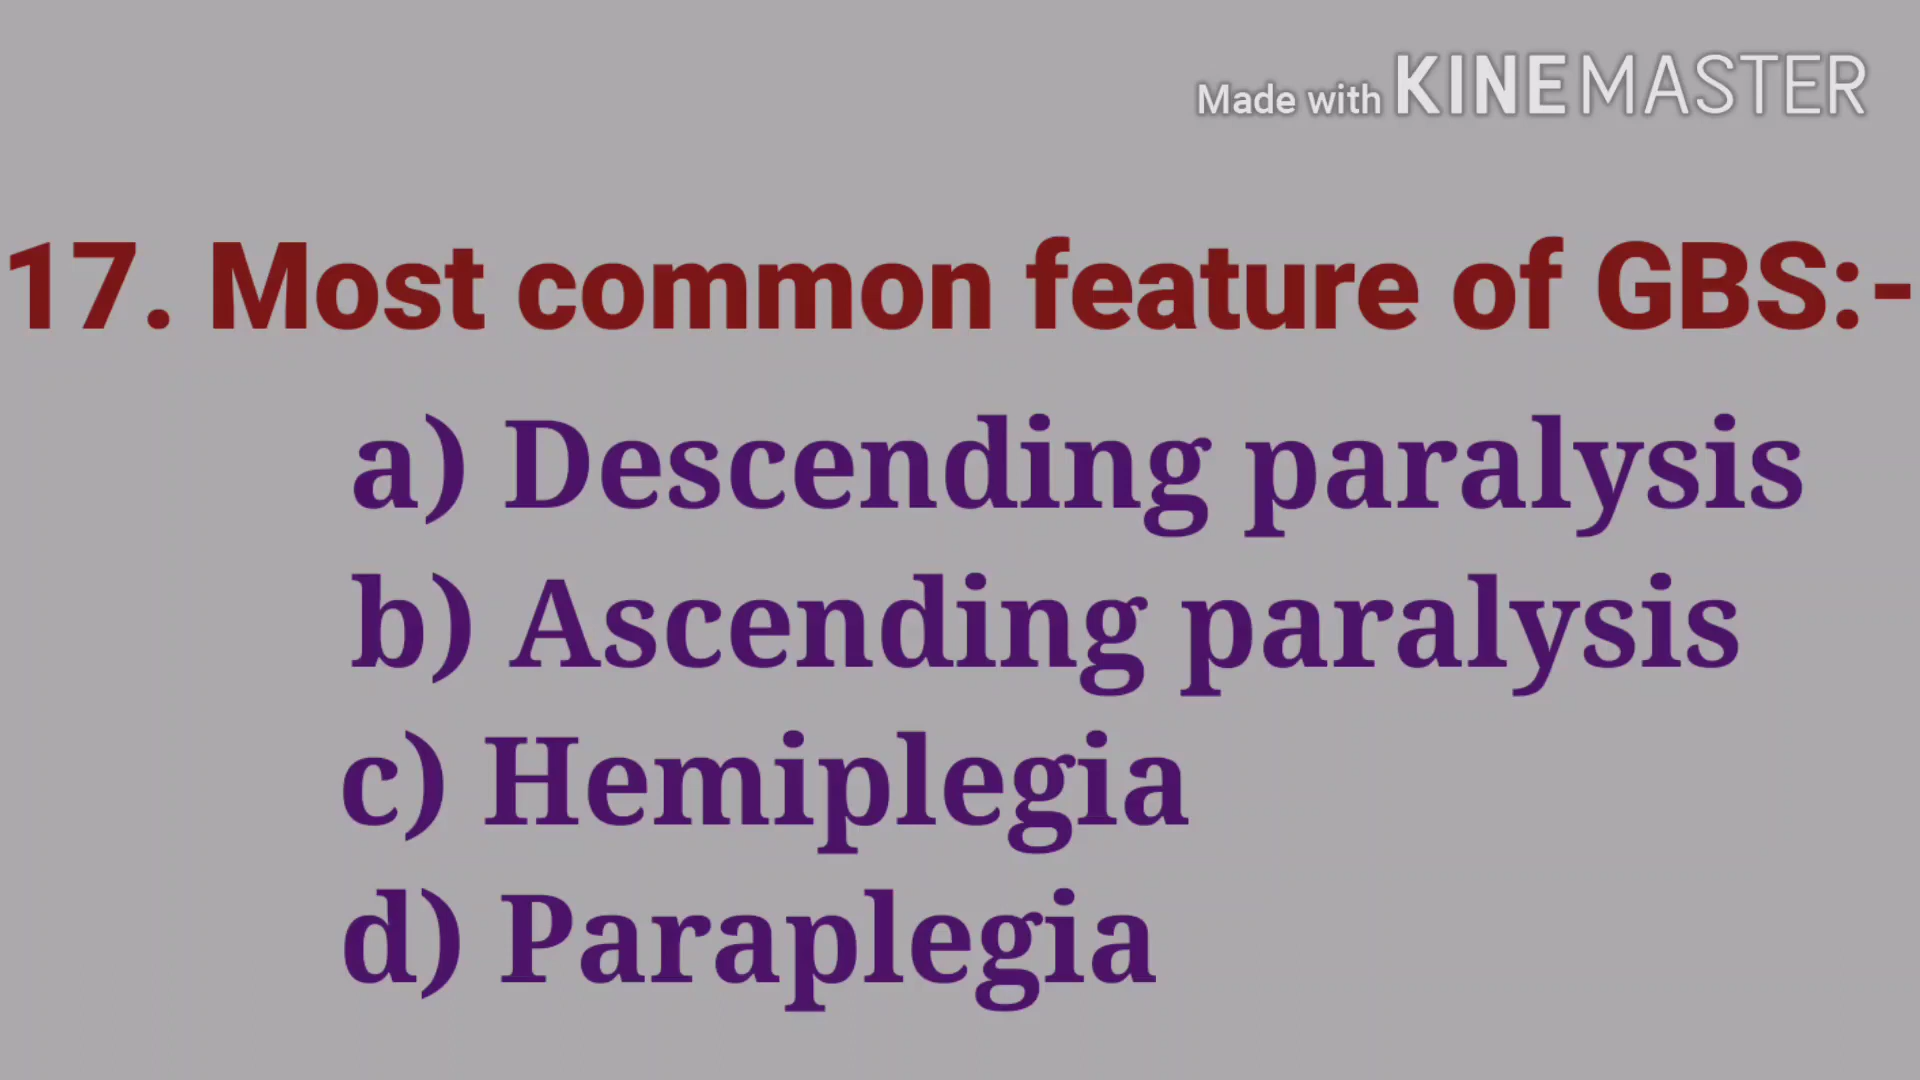 Made with KINEMASTER
17. Most common feature of GBS:-
a) Descending paralysis
b) Ascending paralysis
c) Hemiplegia
d) Paraplegia